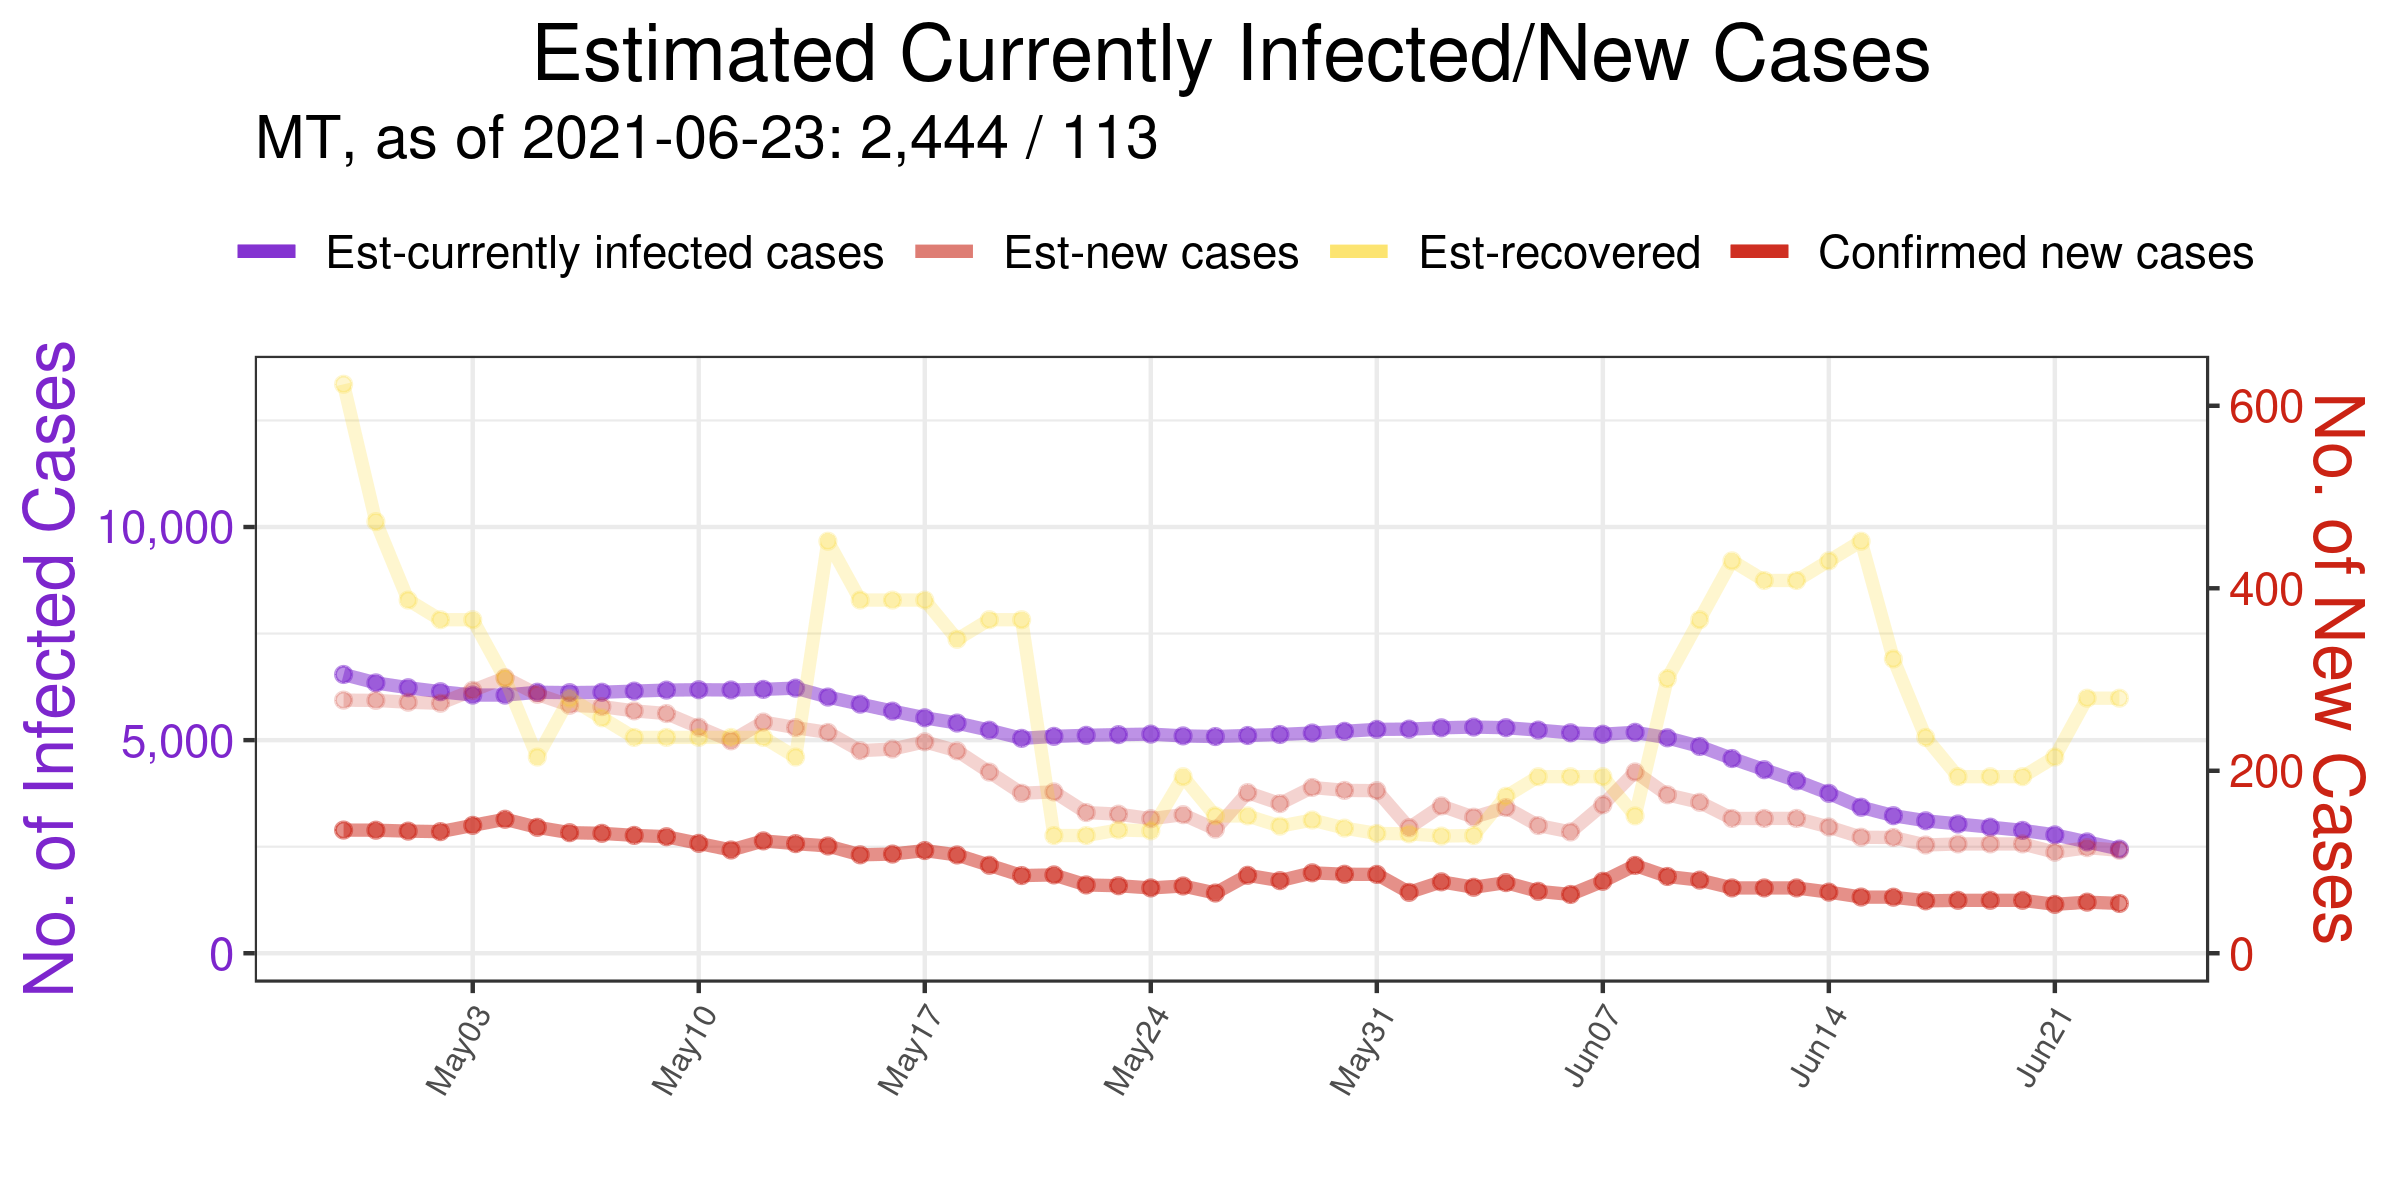 Estimated Currently Infected/New Cases
MT, as of 2021-06-23: 2,444 / 113
Est-currently infected cases Est-new cases Est-recovered Confirmed new cases
No. of Infected Cases
10,000
5,000
0
600
400
200
0
No. of New Cases
May03 May10 May17 May24 May31 Jun07 Jun14 Jun21